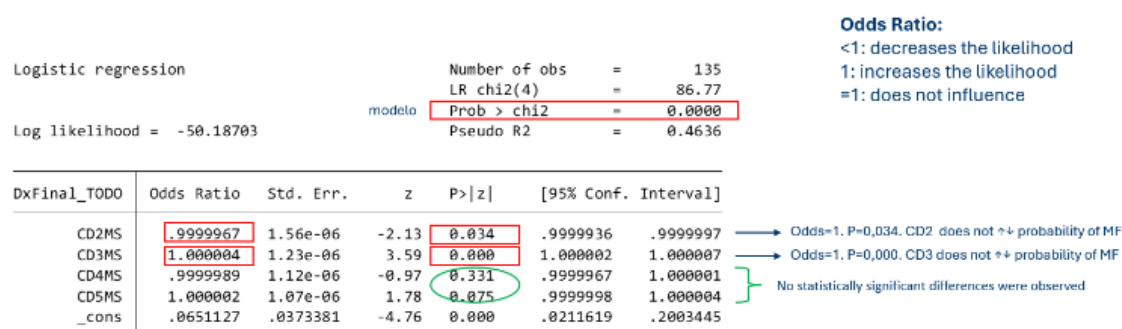 Odds Ratio:
<1: decreases the likelihood
1: increases the likelihood
=1: does not influence
Logistic regression Number of obs = 135
LR chi2(4) = 86.77
modelo Prob > chi2 = 0.0000
Log likelihood = -50.18703 Pseudo R2 = 0.4636
DxFinal_TODO Odds Ratio Std. Err. z P>|z| [95% Conf. Interval]
CD2MS .9999967 1.56e-06 -2.13 0.034 .9999936 .9999997 Odds=1. P=0,034. CD2 does not ↑↓ probability of MF
CD3MS 1.000004 1.23e-06 3.59 0.000 1.000002 1.000007 Odds=1. P=0,000. CD3 does not ↑↓ probability of MF
CD4MS .9999989 1.12e-06 -0.97 0.331 .9999967 1.000001
CD5MS 1.000002 1.07e-06 1.78 0.075 .9999998 1.000004
No statistically significant differences were observed
_cons .0651127 .0373381 -4.76 0.000 .0211619 .2003445